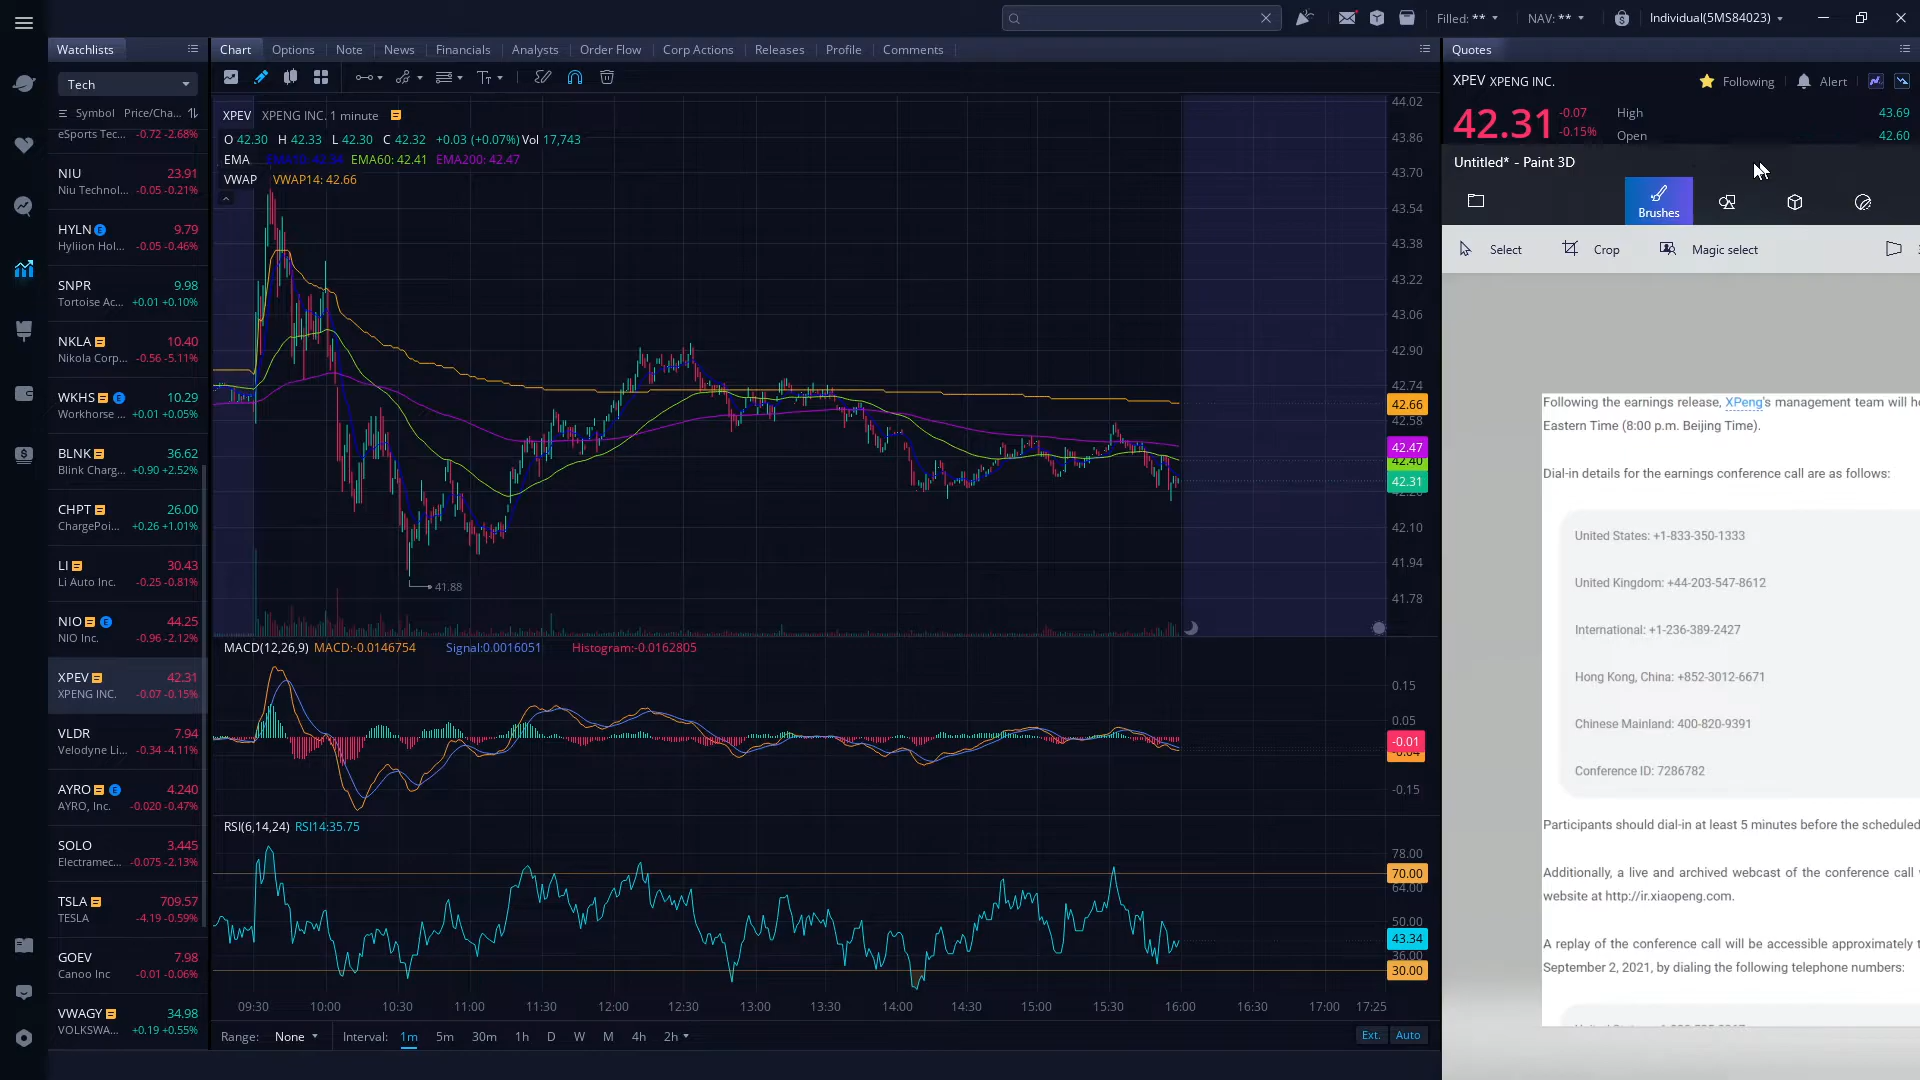 Filled: **
NAV: **
Individual(5MS84023)
Watchlists
Tech
Symbol Price/Cha...
eSports Tec... -0.72 -2.68%
NIU 23.91
Niu Technol... -0.05 -0.21%
HYLN E 9.79
Hyliion Hol... -0.05 -0.46%
SNPR 9.98
Tortoise Ac... +0.01 +0.10%
NKLA 10.40
Nikola Corp... -0.56 -5.11%
WKHS E 10.29
Workhorse ... +0.01 +0.05%
BLNK 36.62
Blink Charg... +0.90 +2.52%
CHPT 26.00
ChargePoi... +0.26 +1.01%
LI 30.43
Li Auto Inc. -0.25 -0.81%
NIO E 44.25
NIO Inc. -0.96 -2.12%
XPEV 42.31
XPENG INC. -0.07 -0.15%
VLDR 7.94
Velodyne Li... -0.34 -4.11%
AYRO E 4.240
AYRO, Inc. -0.020 -0.47%
SOLO 3.445
Electramec... -0.075 -2.13%
TSLA 709.57
TESLA -4.19 -0.59%
GOEV 7.98
Canoo Inc -0.01 -0.06%
VWAGY 34.98
VOLKSWA... +0.19 +0.55%
Chart Options Note News Financials Analysts Order Flow Corp Actions Releases Profile Comments
XPEV XPENG INC. 1 minute
O 42.30 H 42.33 L 42.30 C 42.32 +0.03 (+0.07%) Vol 17,743
EMA EMA60: 42.41 EMA200: 42.47
VWAP VWAP14: 42.66
41.88
44.02
43.86
43.70
43.54
43.38
43.22
43.06
42.90
42.74
42.66
42.58
42.47
42.40
42.31
42.10
41.94
41.78
MACD(12,26,9) MACD:-0.0146754 Signal:0.0016051 Histogram:-0.0162805
0.15
0.05
-0.01
-0.15
RSI(6,14,24) RSI14:35.75
78.00
70.00
64.00
50.00
43.34
36.00
30.00
09:30 10:00 10:30 11:00 11:30 12:00 12:30 13:00 13:30 14:00 14:30 15:00 15:30 16:00 16:30 17:00 17:25
Range: None Interval: 1m 5m 30m 1h D W M 4h 2h Ext. Auto
Quotes
XPEV XPENG INC. Following Alert
42.31 -0.07
-0.15%
High 43.69
Open 42.60
Untitled* - Paint 3D
Brushes
Select Crop Magic select
Following the earnings release, XPeng's management team will
Eastern Time (8:00 p.m. Beijing Time).
Dial-in details for the earnings conference call are as follows:
United States: +1-833-350-1333
United Kingdom: +44-203-547-8612
International: +1-236-389-2427
Hong Kong, China: +852-3012-6671
Chinese Mainland: 400-820-9391
Conference ID: 7286782
Participants should dial-in at least 5 minutes before the scheduled
Additionally, a live and archived webcast of the conference call
website at http://ir.xiaopeng.com.
A replay of the conference call will be accessible approximately
September 2, 2021, by dialing the following telephone numbers: